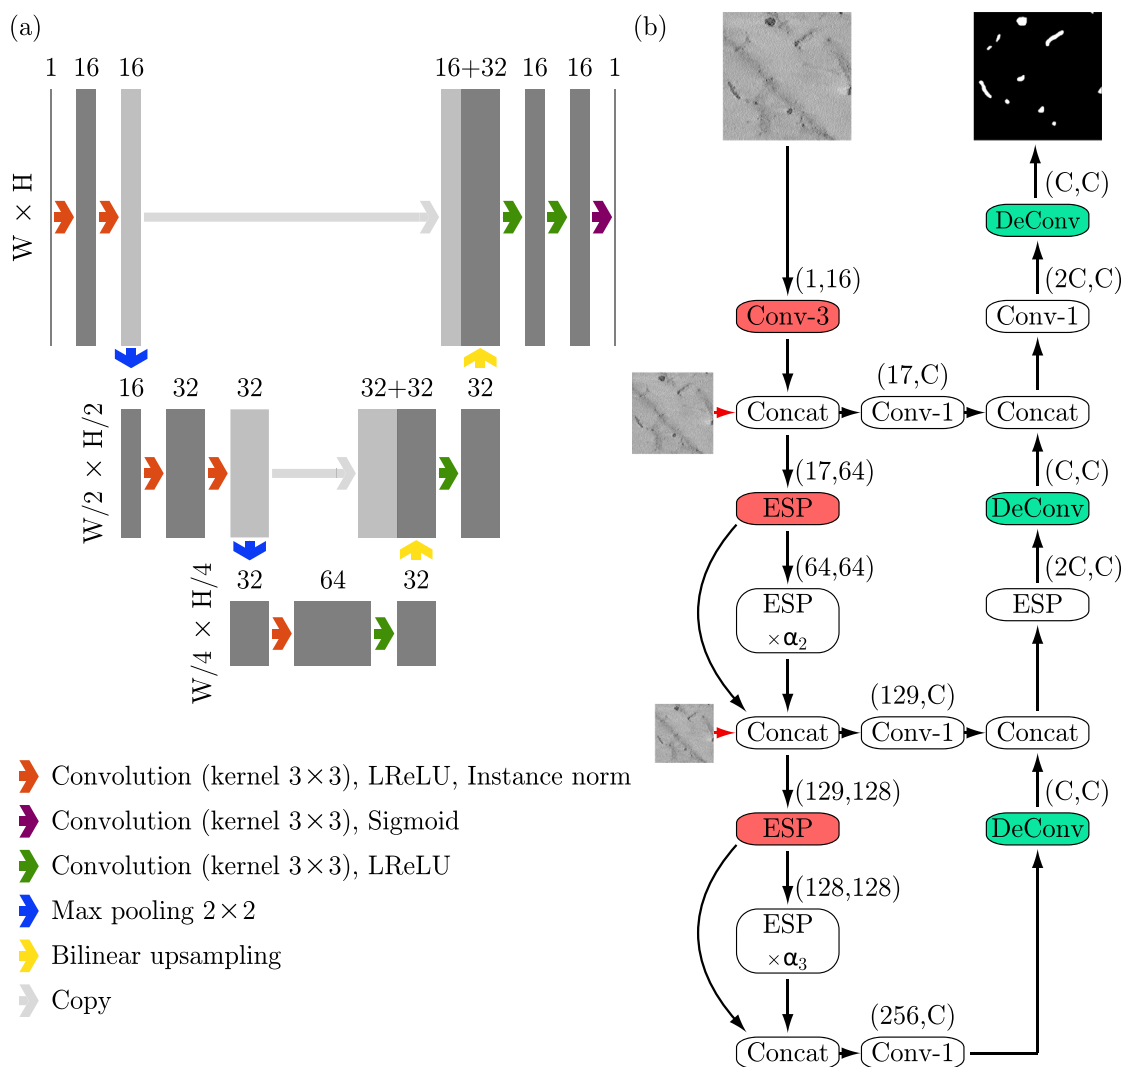 (a)
1 16 16 16+32 16 16 1
W × H
16 32 32 32+32 32
W/2 × H/2
32 64 32
W/4 × H/4
Convolution (kernel 3×3), LReLU, Instance norm
Convolution (kernel 3×3), Sigmoid
Convolution (kernel 3×3), LReLU
Max pooling 2×2
Bilinear upsampling
Copy
(b)
(C,C)
DeConv
(1,16) (2C,C)
Conv-3 Conv-1
(17,C)
Concat Conv-1 Concat
(17,64) (C,C)
ESP DeConv
(64,64) (2C,C)
ESP ESP
×α₂
(129,C)
Concat Conv-1 Concat
(129,128) (C,C)
ESP DeConv
(128,128)
ESP
×α₃
(256,C)
Concat Conv-1